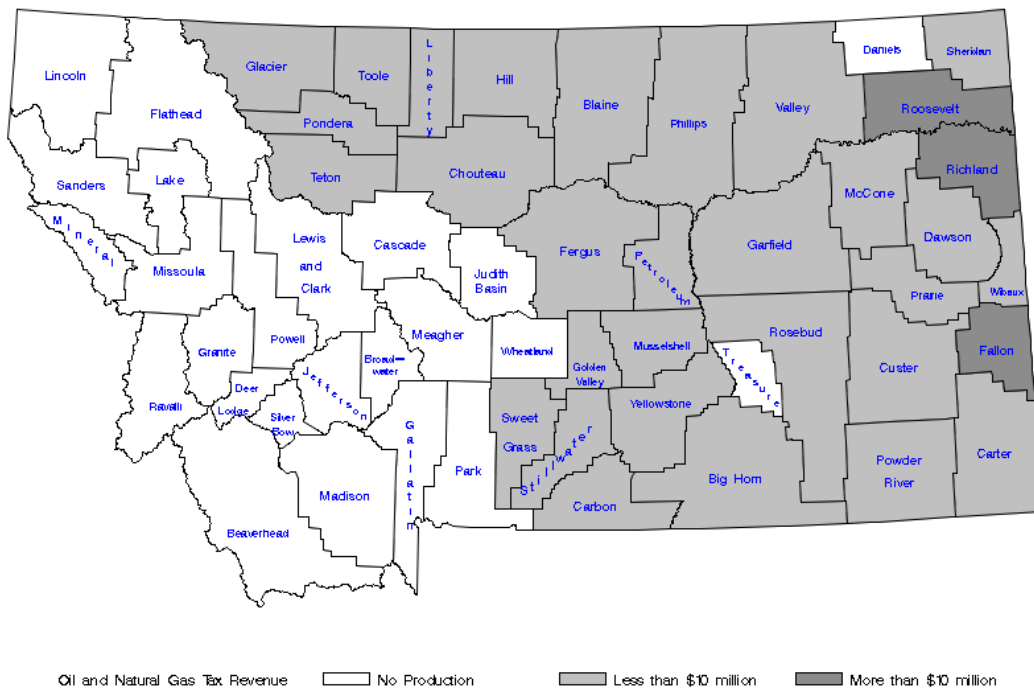 Lincoln
Flathead
Glacier
Toole
Liberty
Hill
Blaine
Phillips
Valley
Daniels
Sheridan
Roosevelt
Pondera
Teton
Chouteau
Richland
McCone
Sanders
Lake
Mineral
Missoula
Lewis
and
Clark
Cascade
Judith
Basin
Fergus
Petroleum
Garfield
Dawson
Prairie
Wibaux
Powell
Granite
Meagher
Broad-
water
Jefferson
Wheatland
Golden
Valley
Musselshell
Rosebud
Treasure
Custer
Fallon
Ravalli
Deer
Lodge
Silver
Bow
Gallatin
Park
Sweet
Grass
Stillwater
Yellowstone
Big Horn
Powder
River
Carter
Carbon
Madison
Beaverhead
Oil and Natural Gas Tax Revenue
No Production
Less than $10 million
More than $10 million